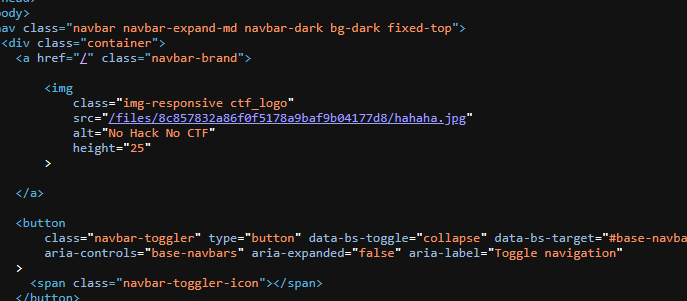 body>
nav class="navbar navbar-expand-md navbar-dark bg-dark fixed-top">
<div class="container">
<a href="/" class="navbar-brand">
<img
class="img-responsive ctf_logo"
src="/files/8c857832a86f0f5178a9baf9b04177d8/hahaha.jpg"
alt="No Hack No CTF"
height="25"
>
</a>
<button
class="navbar-toggler" type="button" data-bs-toggle="collapse" data-bs-target="#base-navba
aria-controls="base-navbars" aria-expanded="false" aria-label="Toggle navigation"
>
<span class="navbar-toggler-icon"></span>
</button>